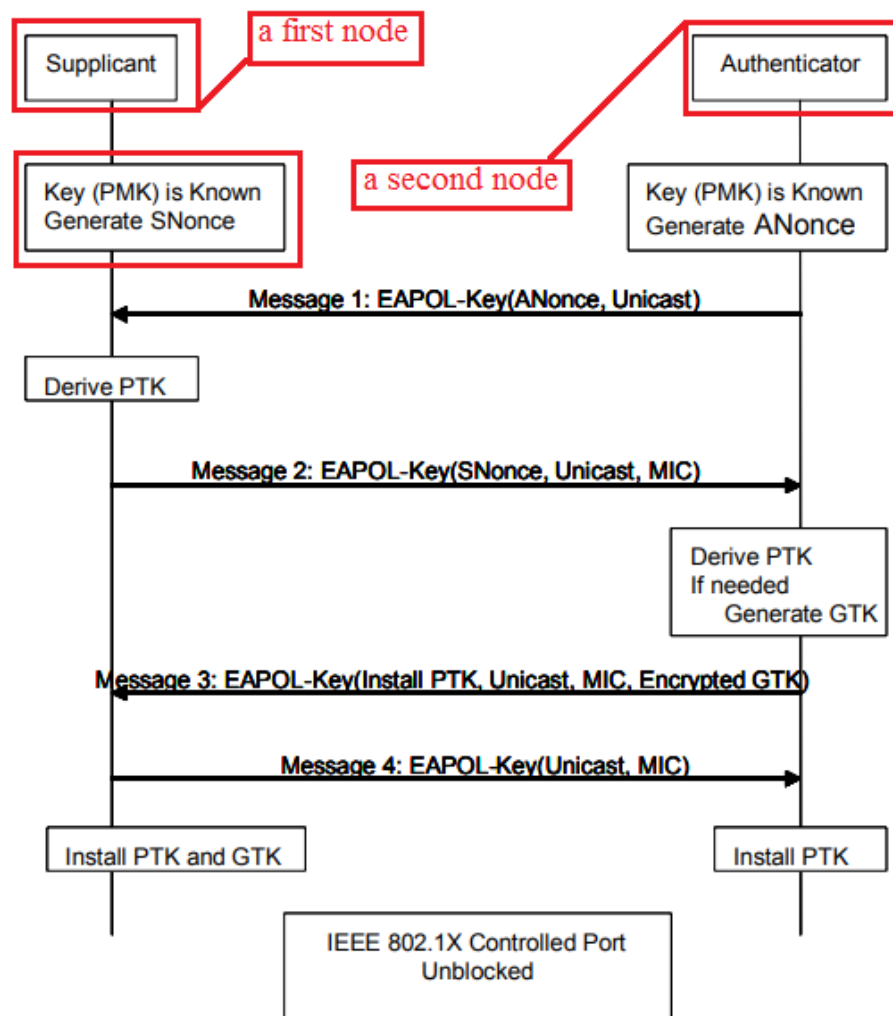 a first node
Supplicant
Authenticator
a second node
Key (PMK) is Known
Generate SNonce
Key (PMK) is Known
Generate ANonce
Message 1: EAPOL-Key(ANonce, Unicast)
Derive PTK
Message 2: EAPOL-Key(SNonce, Unicast, MIC)
Derive PTK
If needed
Generate GTK
Message 3: EAPOL-Key(Install PTK, Unicast, MIC, Encrypted GTK)
Message 4: EAPOL-Key(Unicast, MIC)
Install PTK and GTK
Install PTK
IEEE 802.1X Controlled Port
Unblocked